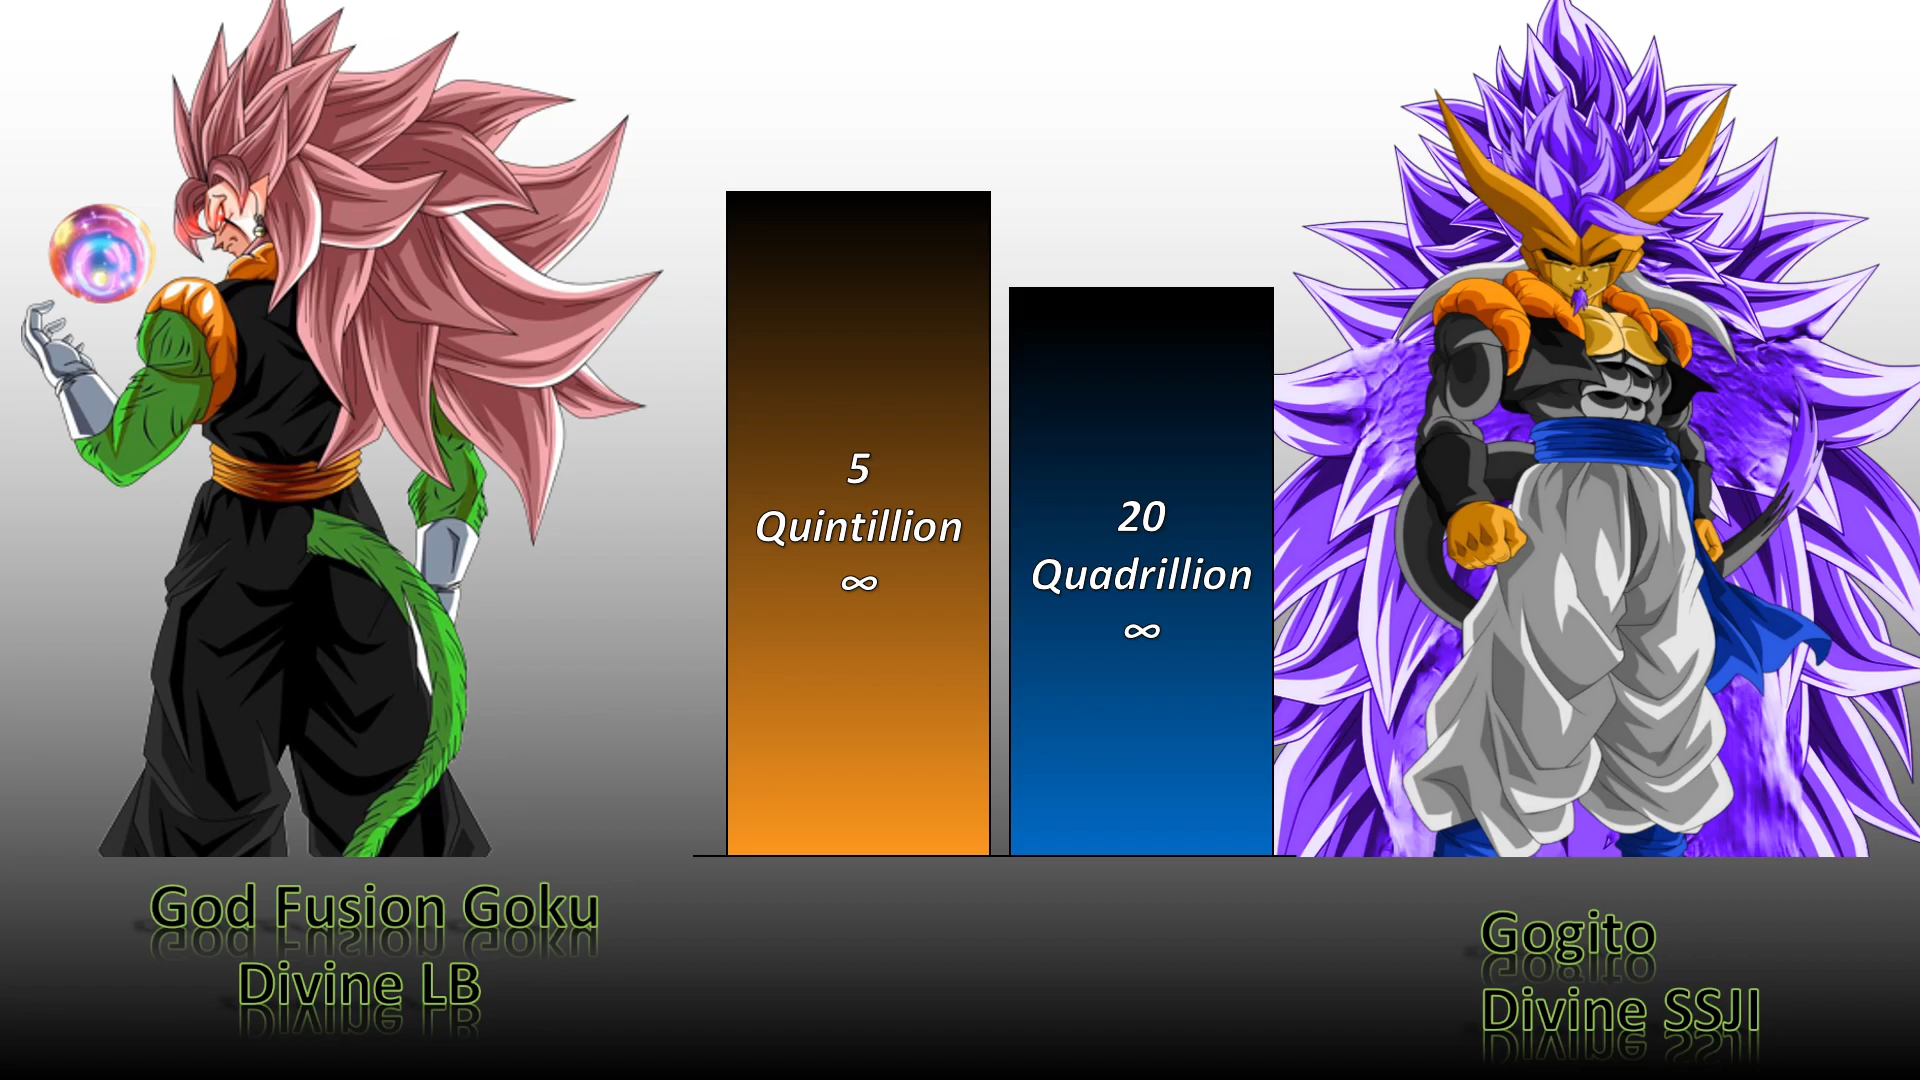 5
Quintillion
∞
20
Quadrillion
∞
God Fusion Goku
Divine LB
Gogito
Divine SSJI